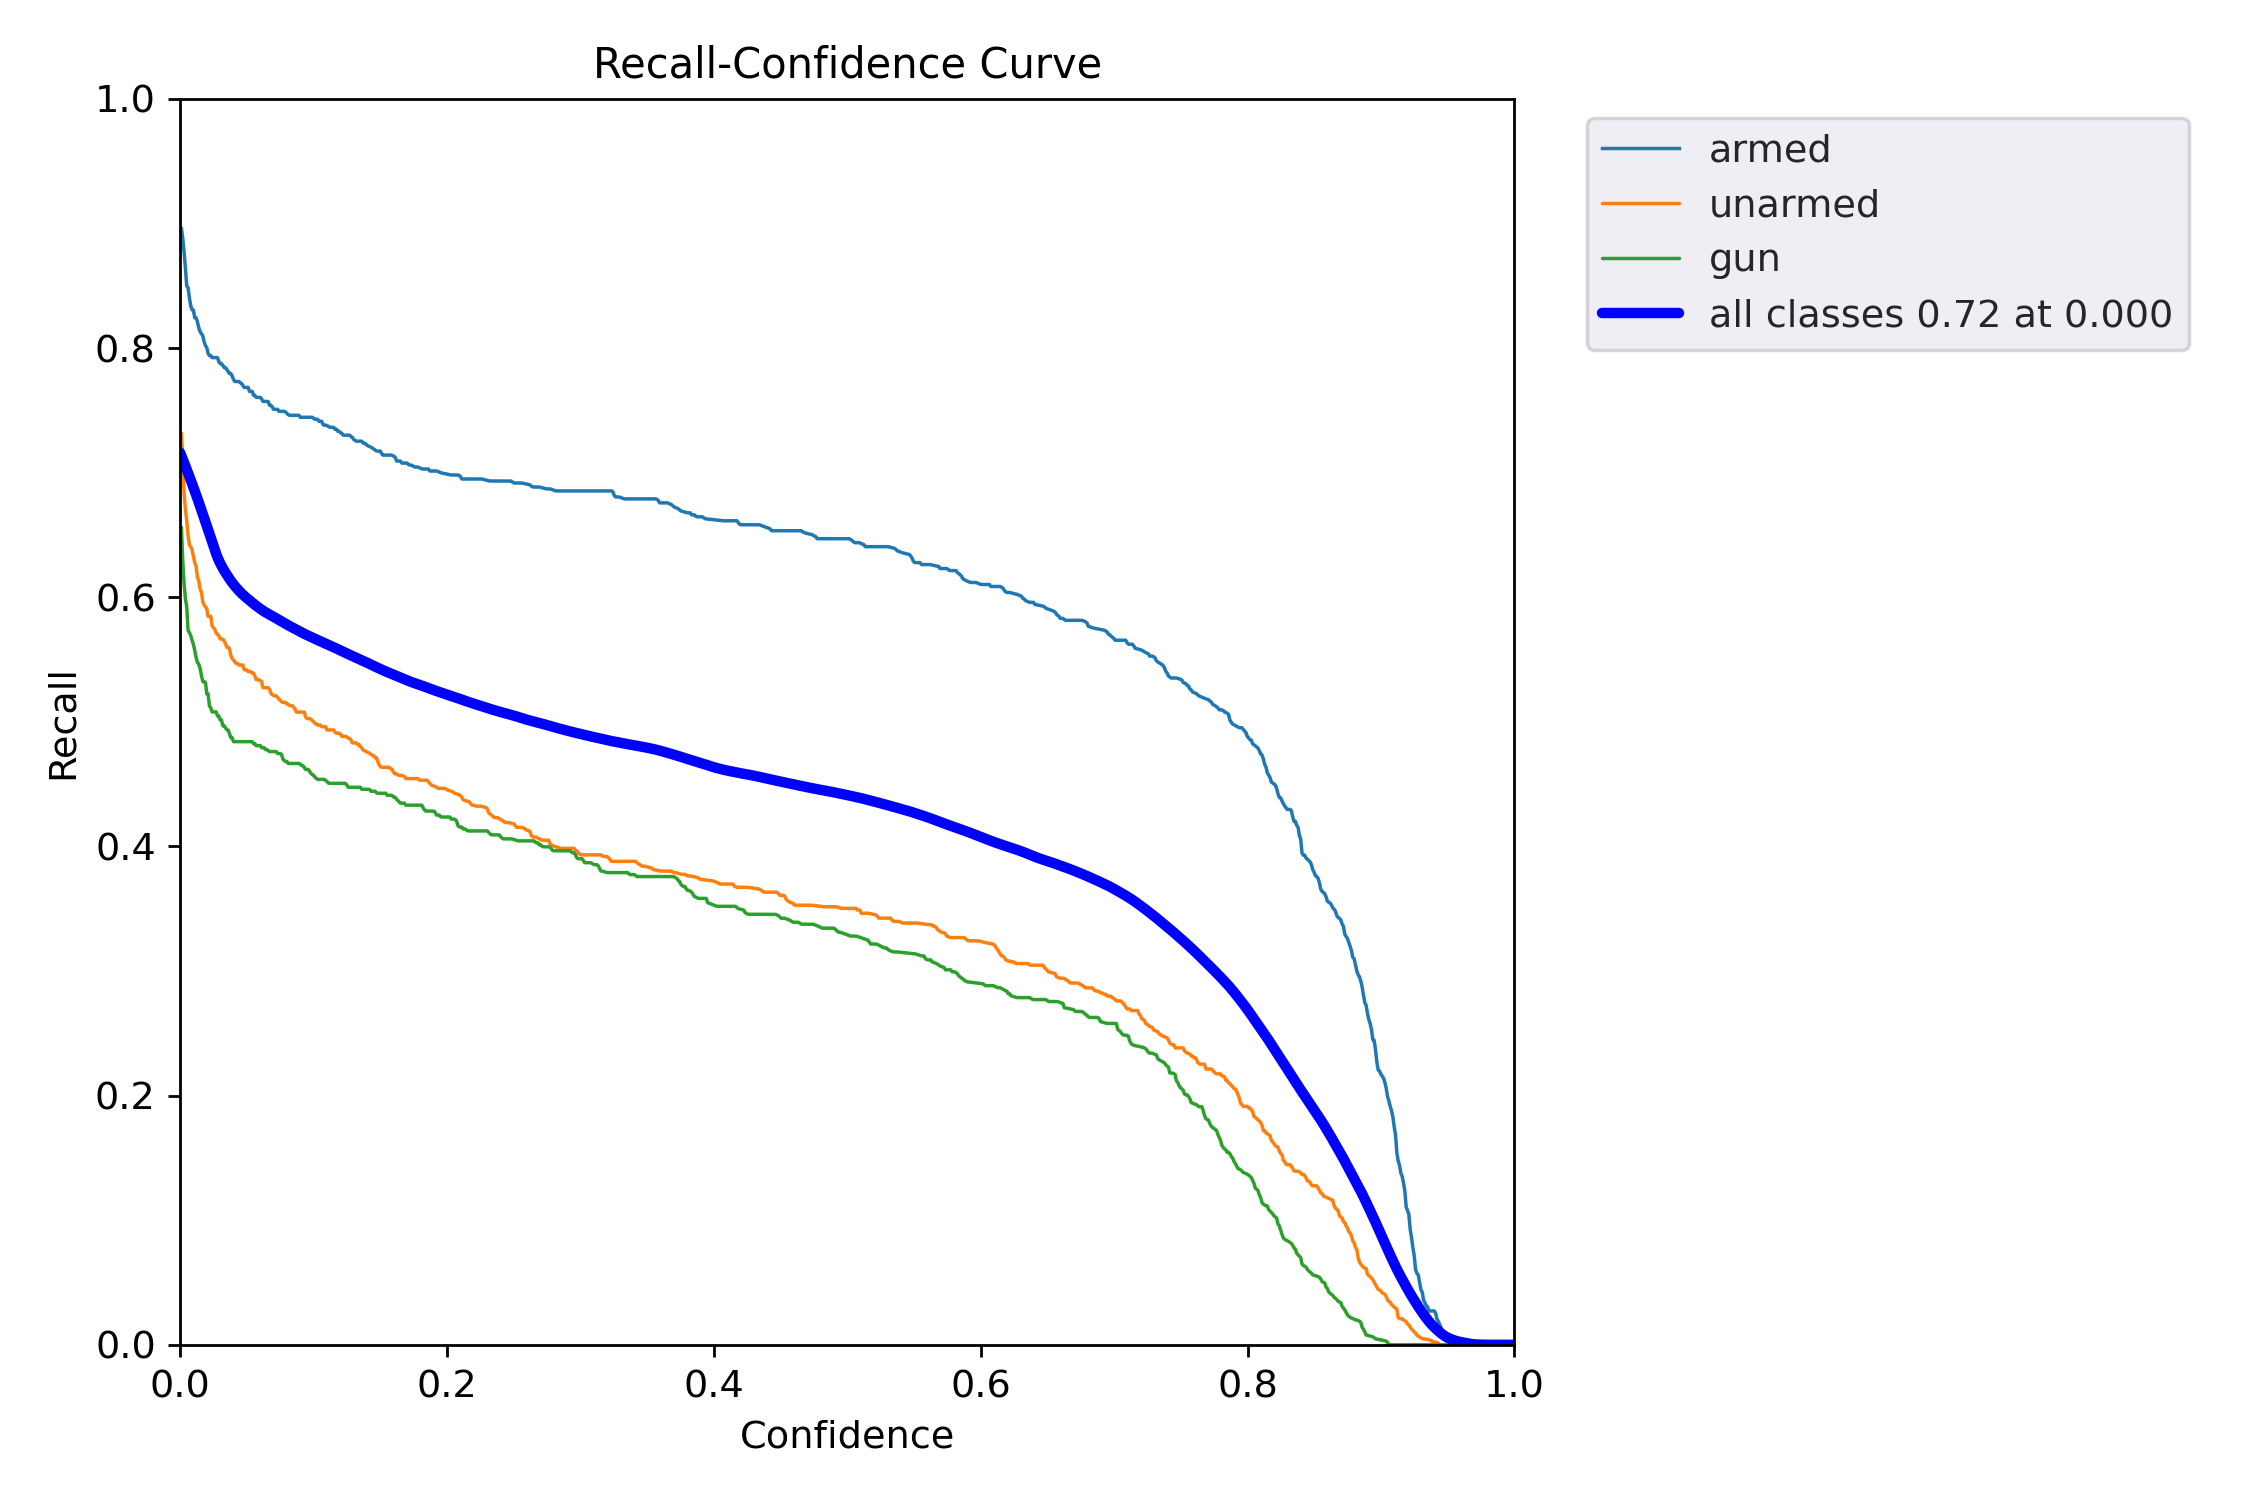 Recall-Confidence Curve
1.0
0.8
0.6
0.4
0.2
0.0
Recall
0.0 0.2 0.4 0.6 0.8 1.0
Confidence
armed
unarmed
gun
all classes 0.72 at 0.000